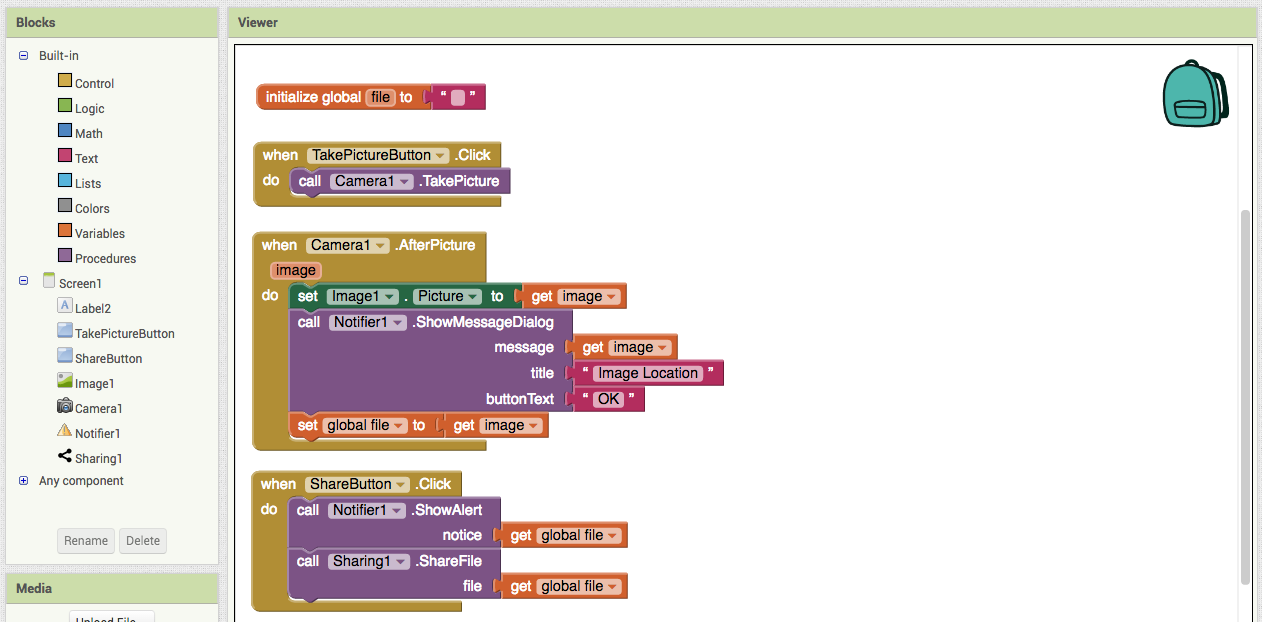 Blocks
Built-in
Control
Logic
Math
Text
Lists
Colors
Variables
Procedures
Screen1
Label2
TakePictureButton
ShareButton
Image1
Camera1
Notifier1
Sharing1
Any component
Rename Delete
Media
Upload File
Viewer
initialize global file to “ ”
when TakePictureButton .Click
do call Camera1 .TakePicture
when Camera1 .AfterPicture
image
do set Image1 . Picture to get image
call Notifier1 .ShowMessageDialog
message get image
title “ Image Location ”
buttonText “ OK ”
set global file to get image
when ShareButton .Click
do call Notifier1 .ShowAlert
notice get global file
call Sharing1 .ShareFile
file get global file